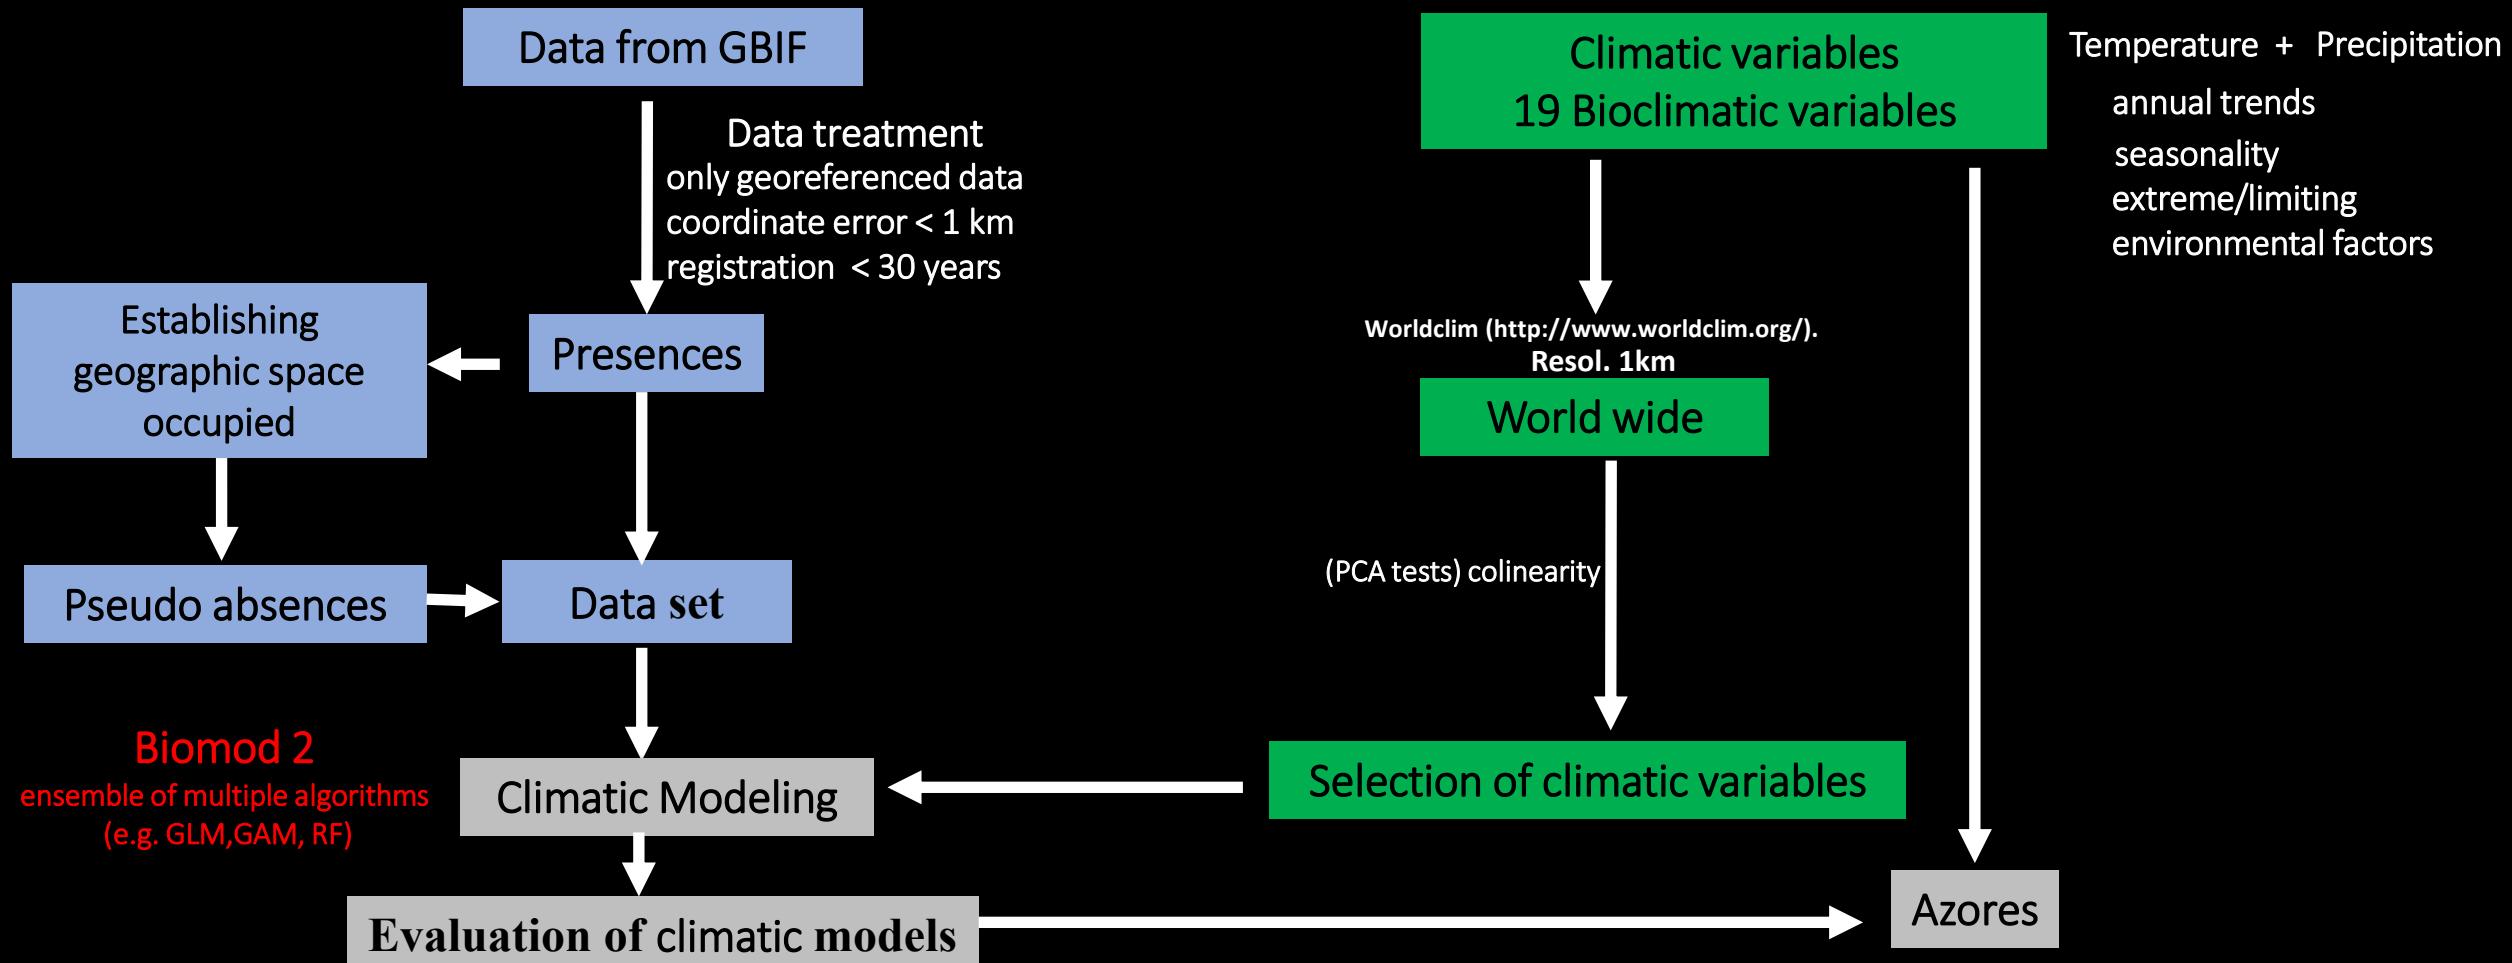 Data from GBIF
Data treatment
only georeferenced data
coordinate error < 1 km
registration < 30 years
Establishing
geographic space
occupied
Presences
Pseudo absences
Data set
Biomod 2
ensemble of multiple algorithms
(e.g. GLM,GAM, RF)
Climatic Modeling
Evaluation of climatic models
Climatic variables
19 Bioclimatic variables
Temperature + Precipitation
annual trends
seasonality
extreme/limiting
environmental factors
Worldclim (http://www.worldclim.org/).
Resol. 1km
World wide
(PCA tests) colinearity
Selection of climatic variables
Azores